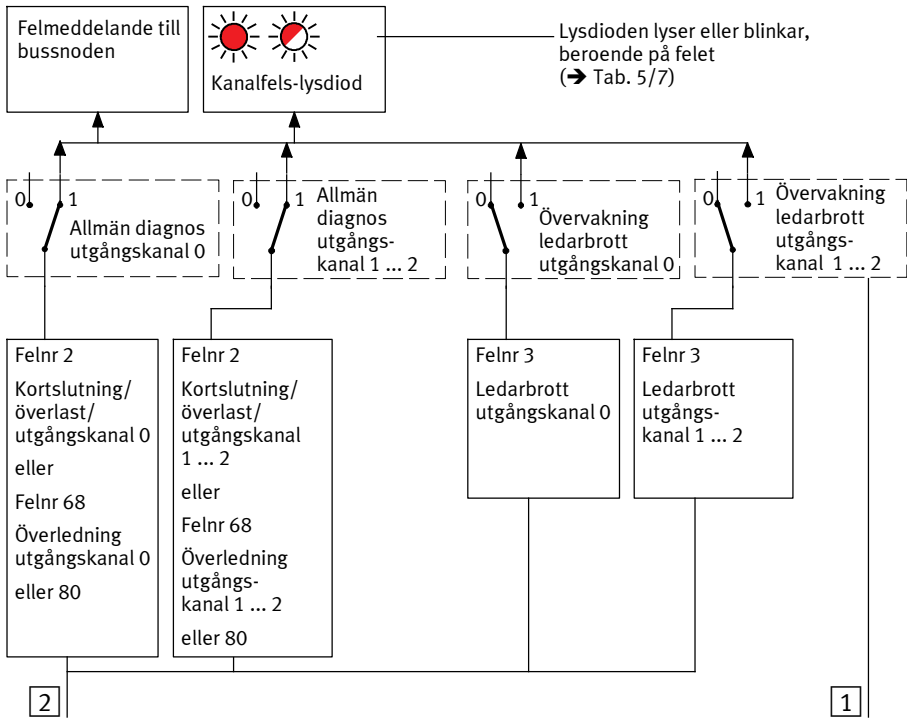 Felmeddelande till
bussnoden
Kanalfels-lysdiod
Lysdioden lyser eller blinkar,
beroende på felet
(➔ Tab. 5/7)
0
1
Allmän diagnos
utgångskanal 0
0
1
Allmän
diagnos
utgångs-
kanal 1 ... 2
0
1
Övervakning
ledarbrott
utgångskanal 0
0
1
Övervakning
ledarbrott
utgångs-
kanal 1 ... 2
Felnr 2
Kortslutning/
överlast/
utgångskanal 0
eller
Felnr 68
Överledning
utgångskanal 0
eller 80
Felnr 2
Kortslutning/
överlast/
utgångskanal
1 ... 2
eller
Felnr 68
Överledning
utgångs-
kanal 1 ... 2
eller 80
Felnr 3
Ledarbrott
utgångskanal 0
Felnr 3
Ledarbrott
utgångs-
kanal 1 ... 2
2
1